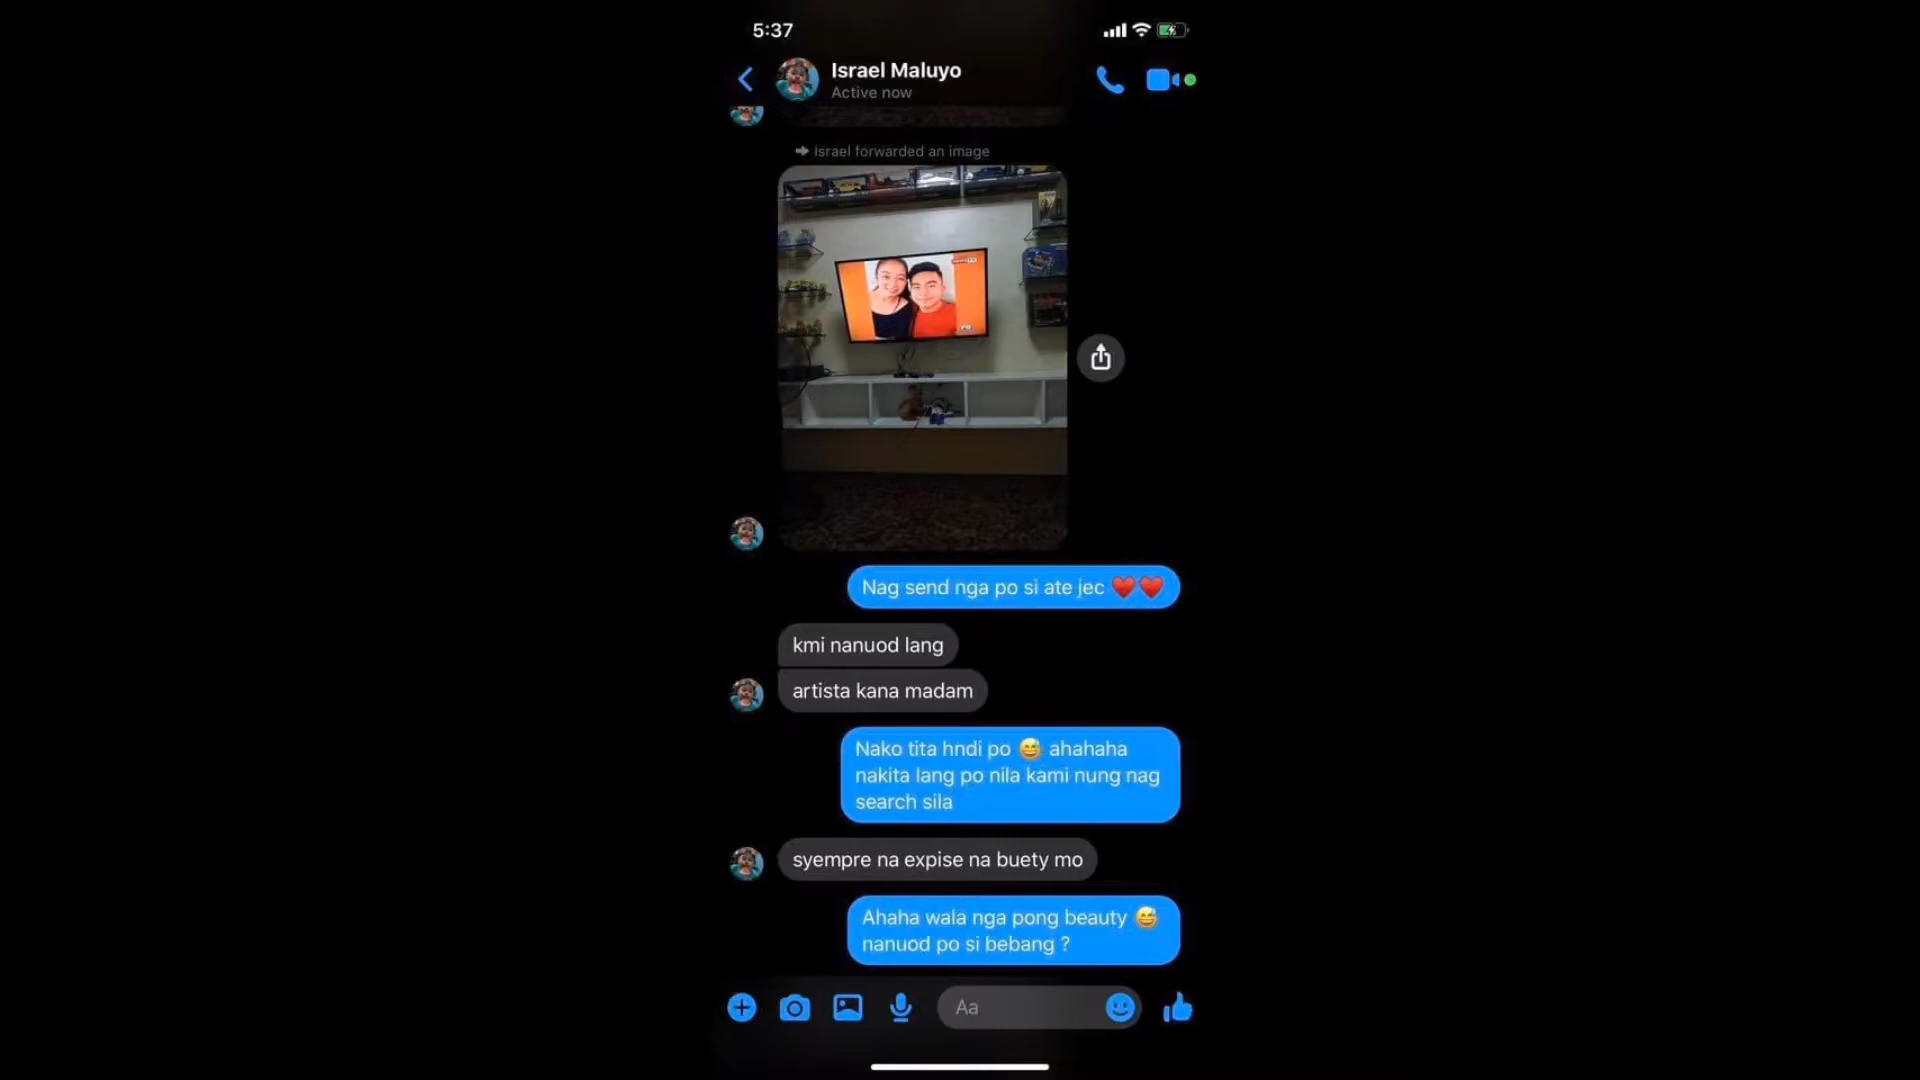 5:37
Israel Maluyo
Active now
Israel forwarded an image
Nag send nga po si ate jec ❤️❤️
kmi nanuod lang
artista kana madam
Nako tita hndi po 😅 ahahaha
nakita lang po nila kami nung nag
search sila
syempre na expise na buety mo
Ahaha wala nga pong beauty 😅
nanuod po si bebang ?
Aa